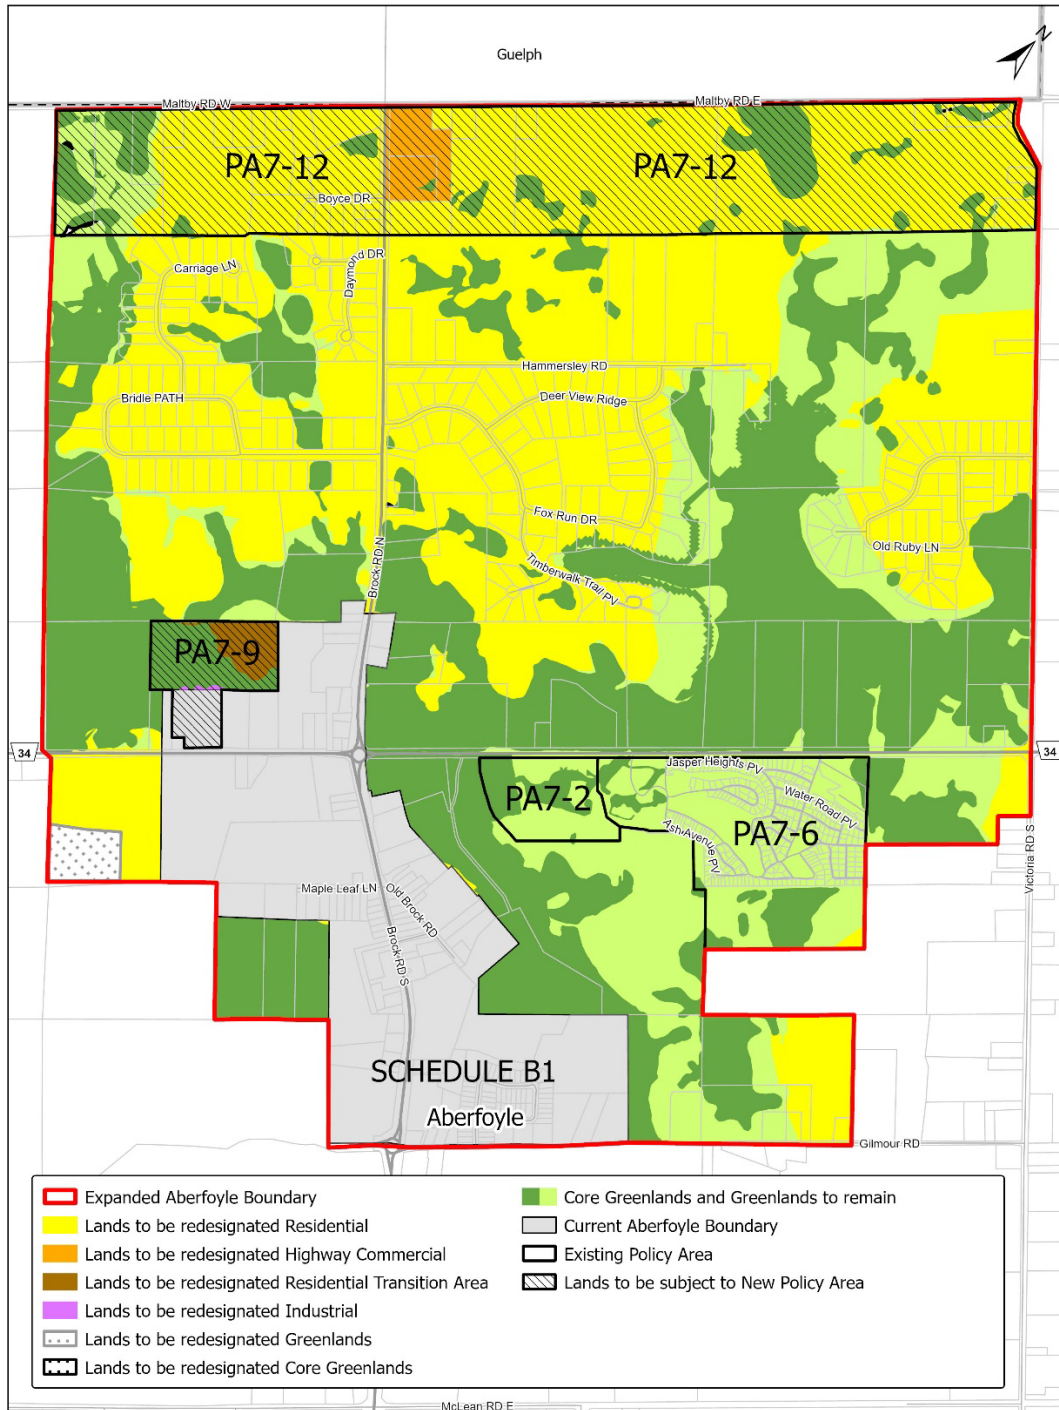 N
Guelph
Maltby RD W
Maltby RD E
PA7-12
PA7-12
Boyce DR
Carriage LN
Daymond DR
Hammersley RD
Deer View Ridge
Bridle PATH
Fox Run DR
Old Ruby LN
Brock RD N
Timberwalk Trail PV
PA7-9
34
34
Jasper Heights PV
PA7-2
Water Road PV
Ash Avenue PV
PA7-6
Victoria RD S
Maple Leaf LN
Old Brock RD
Brock RD S
SCHEDULE B1
Aberfoyle
Gilmour RD
Expanded Aberfoyle Boundary
Lands to be redesignated Residential
Lands to be redesignated Highway Commercial
Lands to be redesignated Residential Transition Area
Lands to be redesignated Industrial
Lands to be redesignated Greenlands
Lands to be redesignated Core Greenlands
Core Greenlands and Greenlands to remain
Current Aberfoyle Boundary
Existing Policy Area
Lands to be subject to New Policy Area
McLean RD E